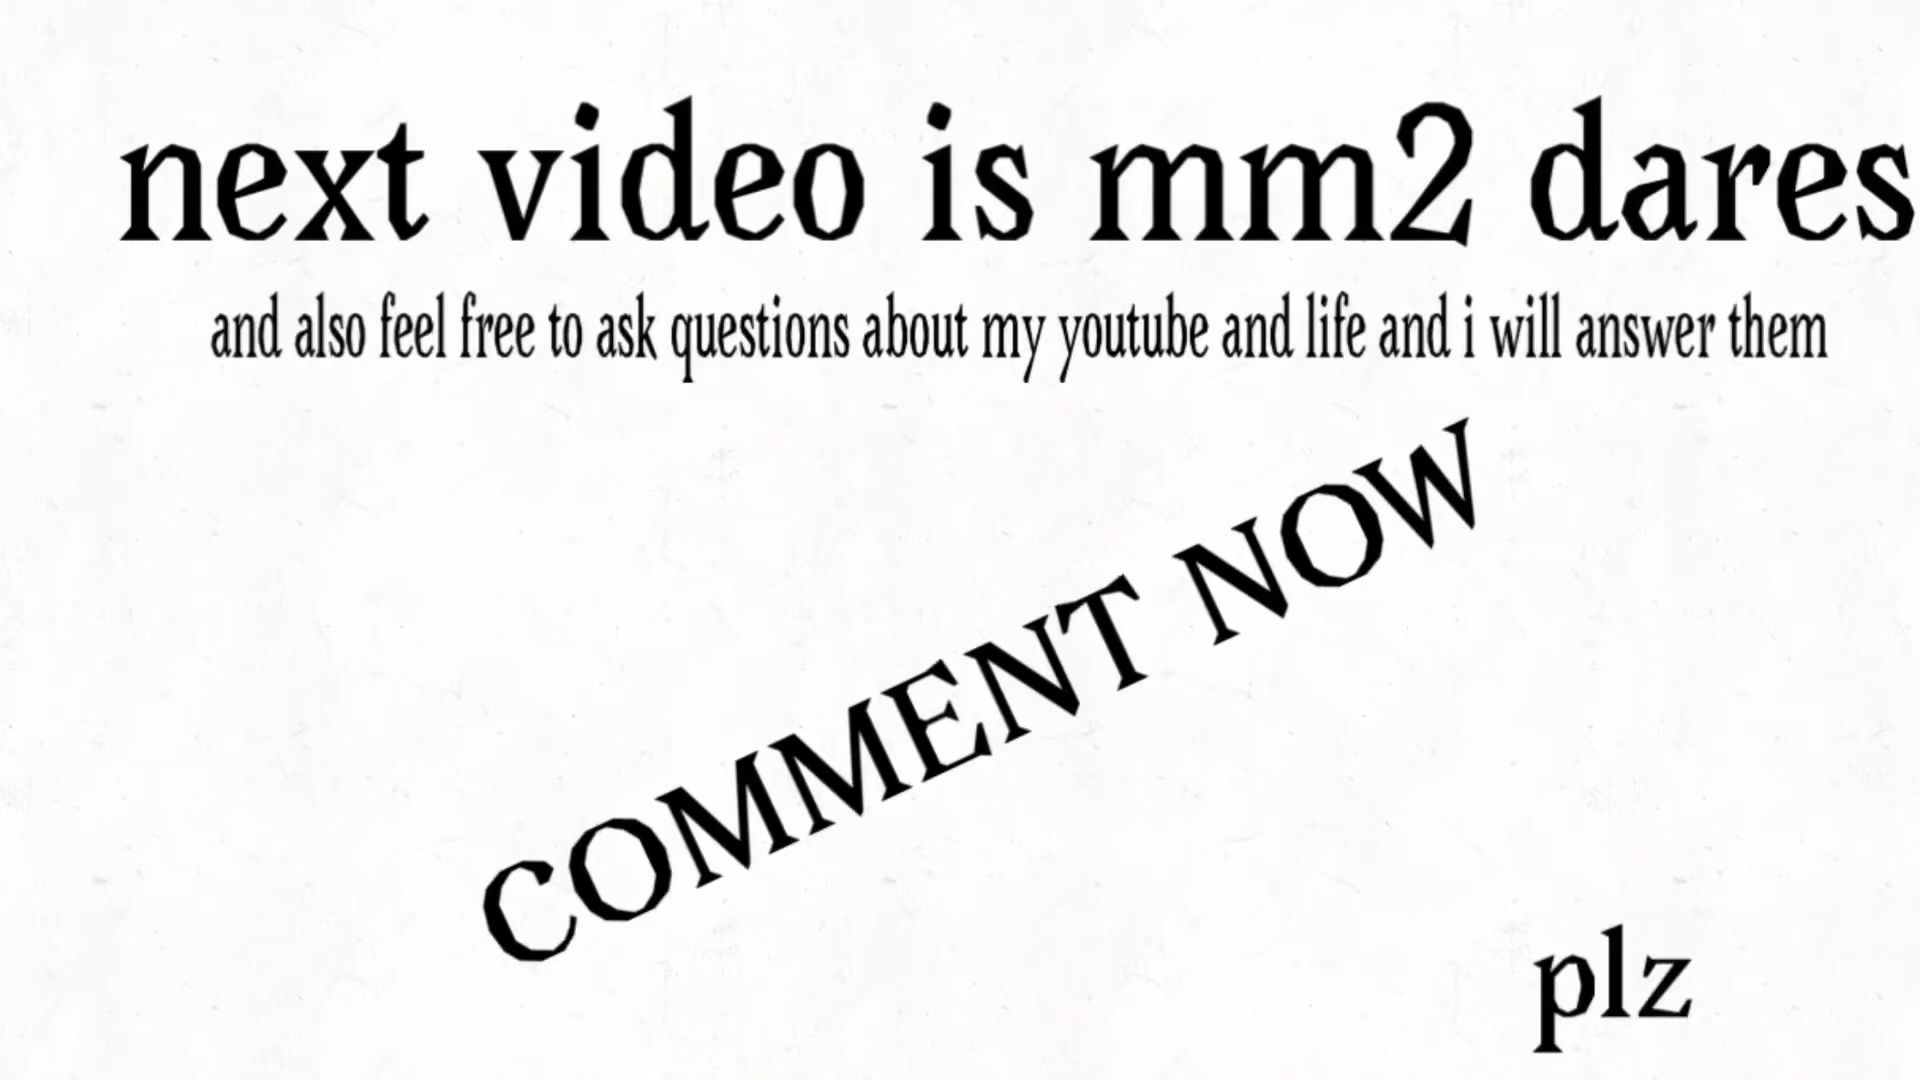 next video is mm2 dares
and also feel free to ask questions about my youtube and life and i will answer them
COMMENT NOW
plz